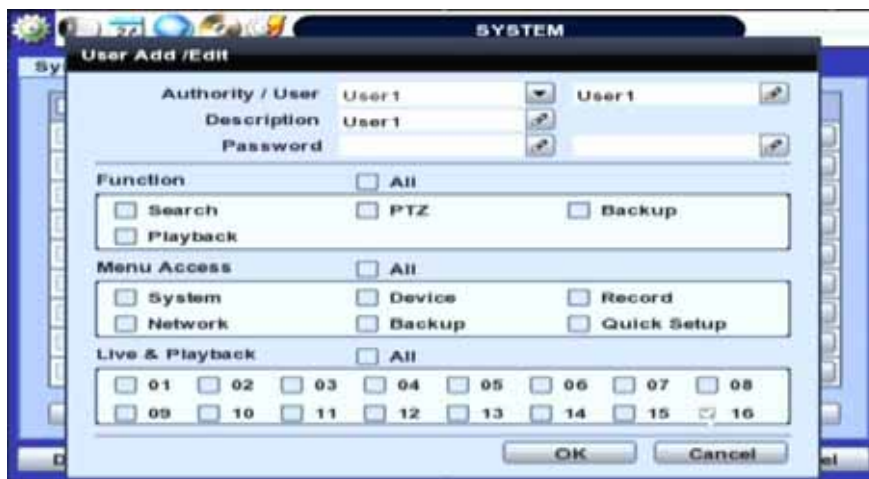 SYSTEM
User Add /Edit
Sy
Authority / User User1 User1
Description User1
Password
Function All
Search PTZ Backup
Playback
Menu Access All
System Device Record
Network Backup Quick Setup
Live & Playback All
01 02 03 04 05 06 07 08
09 10 11 12 13 14 15 16
OK Cancel
D el